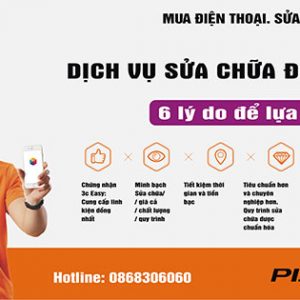 MUA ĐIỆN THOẠI. SỬA
DỊCH VỤ SỬA CHỮA Đ
6 lý do để lựa
Chứng nhận
3c Easy:
Cung cấp linh
kiện đồng
nhất
Minh bạch
Sửa chữa/
/ giá cả
/ chất lượng
/ quy trình
Tiết kiệm thời
gian và tiền
bạc
Tiêu chuẩn hơn
và chuyên
nghiệp hơn,
Quy trình sửa
chữa được
chuẩn hóa
Hotline: 0868306060